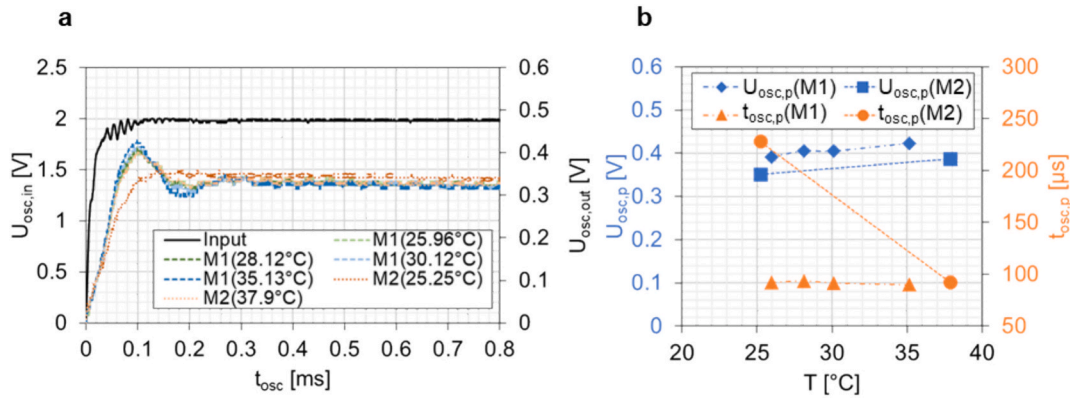 a
2.5
2
1.5
1
0.5
0
U_osc,in [V]
0.6
0.5
0.4
0.3
0.2
0.1
0
U_osc,out [V]
Input
M1(25.96°C)
M1(28.12°C)
M1(30.12°C)
M1(35.13°C)
M2(25.25°C)
M2(37.9°C)
0 0.1 0.2 0.3 0.4 0.5 0.6 0.7 0.8
t_osc [ms]
b
0.6
0.5
0.4
0.3
0.2
0.1
0
U_osc,p [V]
300
250
200
150
100
50
t_osc,p [µs]
U_osc,p(M1)
U_osc,p(M2)
t_osc,p(M1)
t_osc,p(M2)
20 25 30 35 40
T [°C]